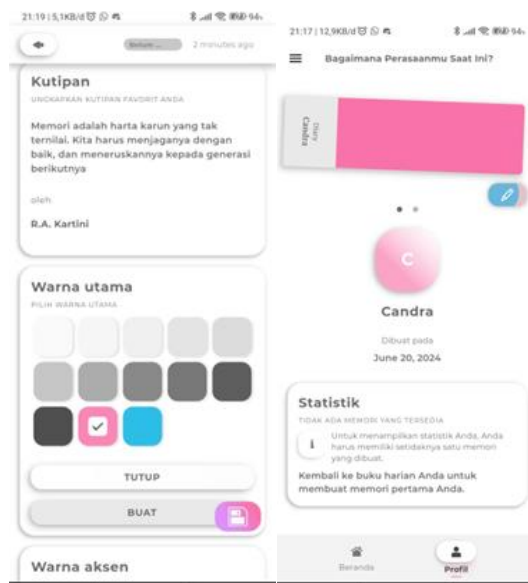 21:19 | 5,1KB/d
94
2 minutes ago
Kutipan
UNGKAPKAN KUTIPAN FAVORIT ANDA
Memori adalah harta karun yang tak
ternilai. Kita harus menjaganya dengan
baik, dan meneruskannya kepada generasi
berikutnya
oleh
R.A. Kartini
Warna utama
PILIH WARNA UTAMA
TUTUP
BUAT
Warna aksen
21:17 | 12,9KB/d
94
Bagaimana Perasaanmu Saat Ini?
Diary
Candra
C
Candra
Dibuat pada
June 20, 2024
Statistik
TIDAK ADA MEMORI YANG TERSEDIA
Untuk menampilkan statistik Anda, Anda
harus memiliki setidaknya satu memori
yang dibuat.
Kembali ke buku harian Anda untuk
membuat memori pertama Anda.
Beranda
Profil